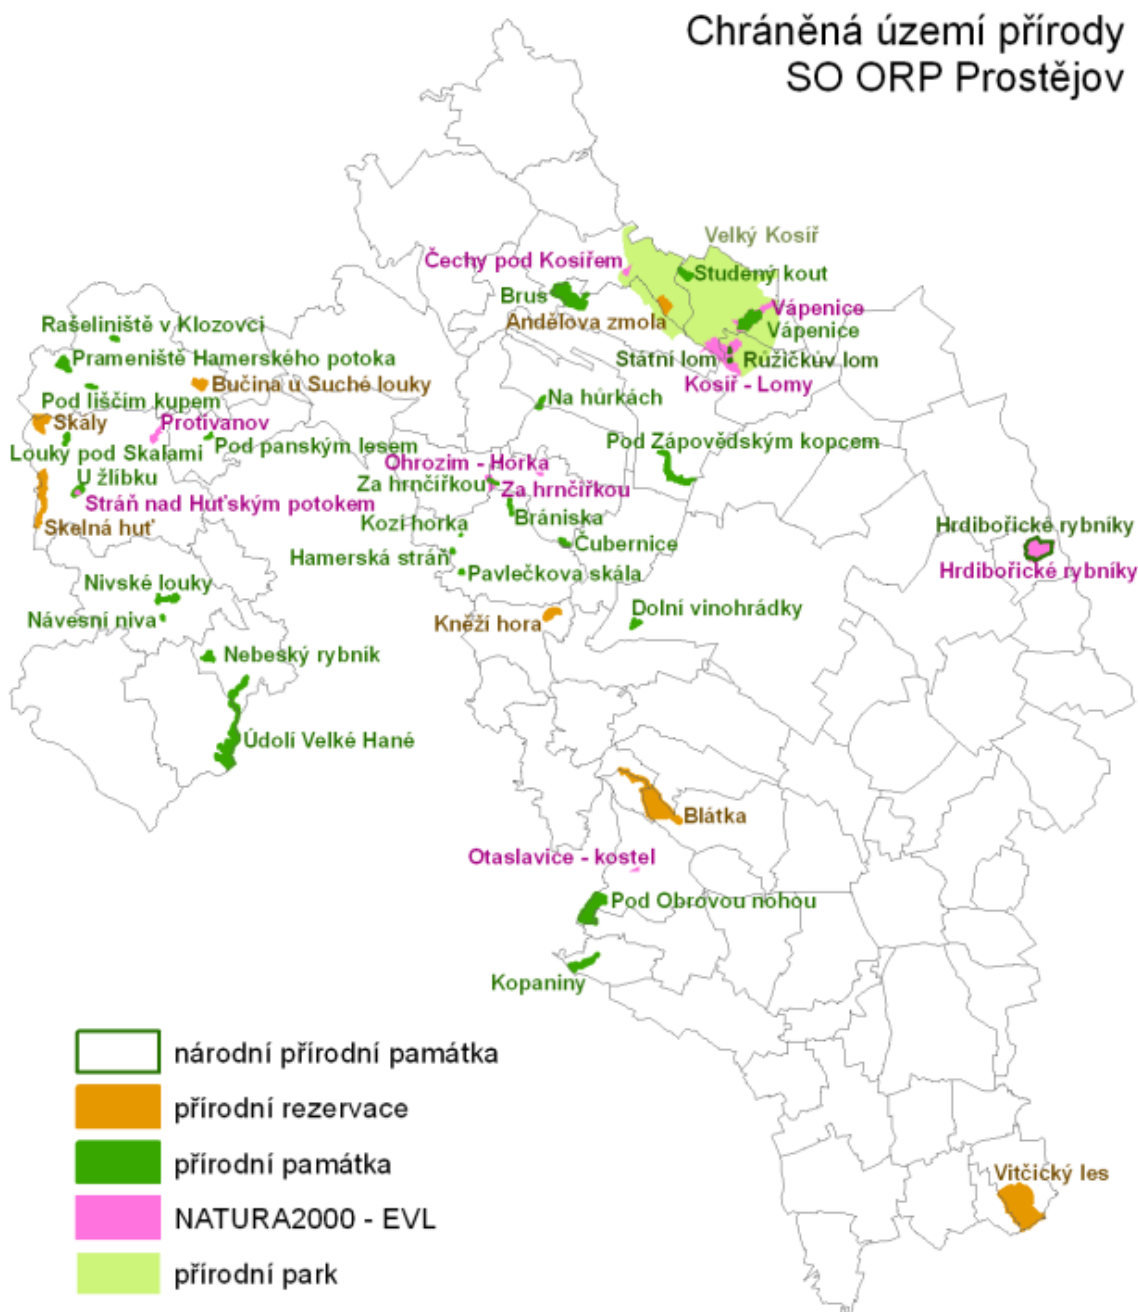 Chráněná území přírody
SO ORP Prostějov
Velký Kosíř
Čechy pod Kosířem
Studený kout
Brus
Vápenice
Andělova zmola
Vápenice
Rašeliniště v Klozovci
Prameniště Hamerského potoka
Státní lom
Růžičkův lom
Bučina u Suché louky
Kosíř - Lomy
Pod liščím kupem
Na hůrkách
Skály
Protivanov
Pod panským lesem
Pod Zápovědským kopcem
Louky pod Skalami
Ohrozim - Horka
U žlíbku
Za hrnčířkou
Za hrnčířkou
Stráň nad Huťským potokem
Brániska
Skelná huť
Kozí horka
Hrdibořické rybníky
Čubernice
Hamerská stráň
Hrdibořické rybníky
Pavlečkova skála
Nivské louky
Dolní vinohrádky
Návesní niva
Kněží hora
Nebeský rybník
Údolí Velké Hané
Blátka
Otaslavice - kostel
Pod Obrovou nohou
Kopaniny
národní přírodní památka
přírodní rezervace
přírodní památka
Vitčický les
NATURA2000 - EVL
přírodní park